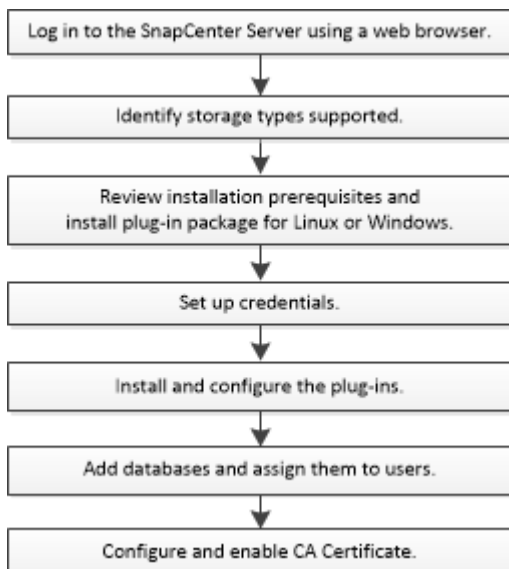 Log in to the SnapCenter Server using a web browser.
Identify storage types supported.
Review installation prerequisites and
install plug-in package for Linux or Windows.
Set up credentials.
Install and configure the plug-ins.
Add databases and assign them to users.
Configure and enable CA Certificate.